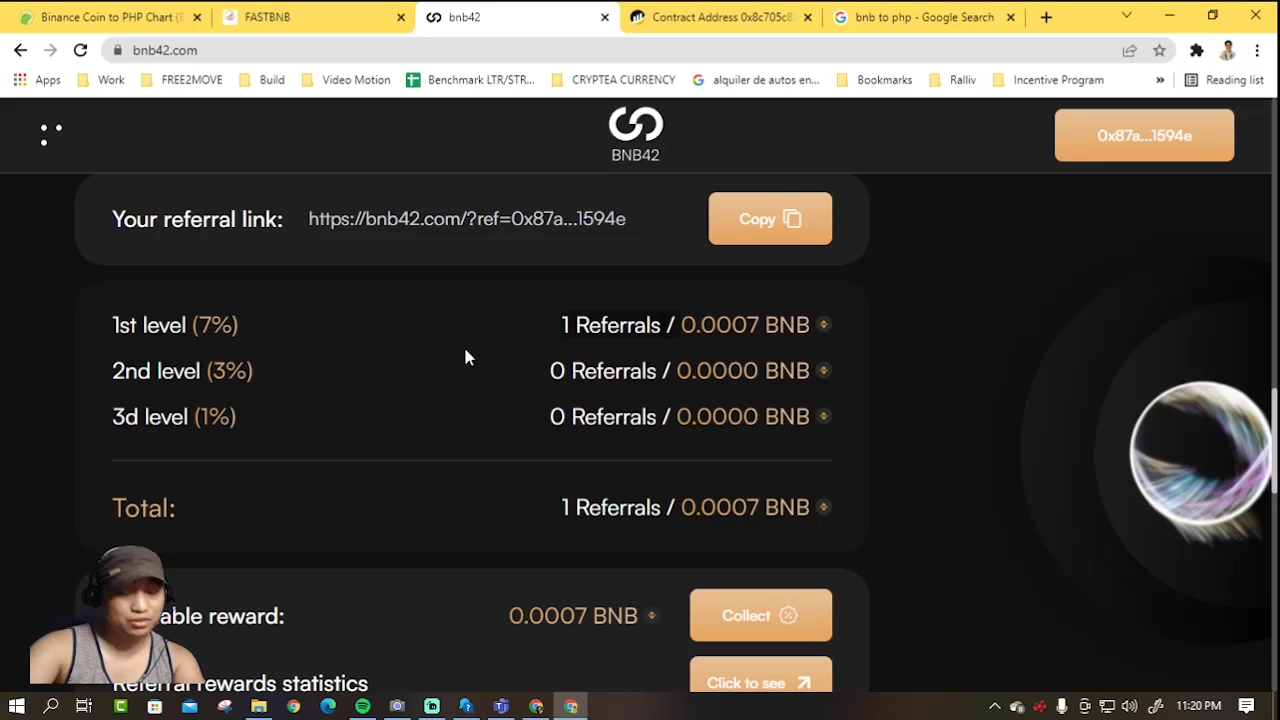 Binance Coin to PHP Chart (B
FASTBNB
bnb42
Contract Address 0x8c705c8
bnb to php - Google Search
bnb42.com
Apps
Work
FREE2MOVE
Build
Video Motion
Benchmark LTR/STR...
CRYPTEA CURRENCY
alquiler de autos en...
Bookmarks
Ralliv
Incentive Program
»
Reading list
BNB42
0x87a...1594e
Your referral link: https://bnb42.com/?ref=0x87a...1594e Copy
1st level (7%) 1 Referrals / 0.0007 BNB
2nd level (3%) 0 Referrals / 0.0000 BNB
3d level (1%) 0 Referrals / 0.0000 BNB
Total: 1 Referrals / 0.0007 BNB
able reward: 0.0007 BNB Collect
Referral rewards statistics Click to see
11:20 PM